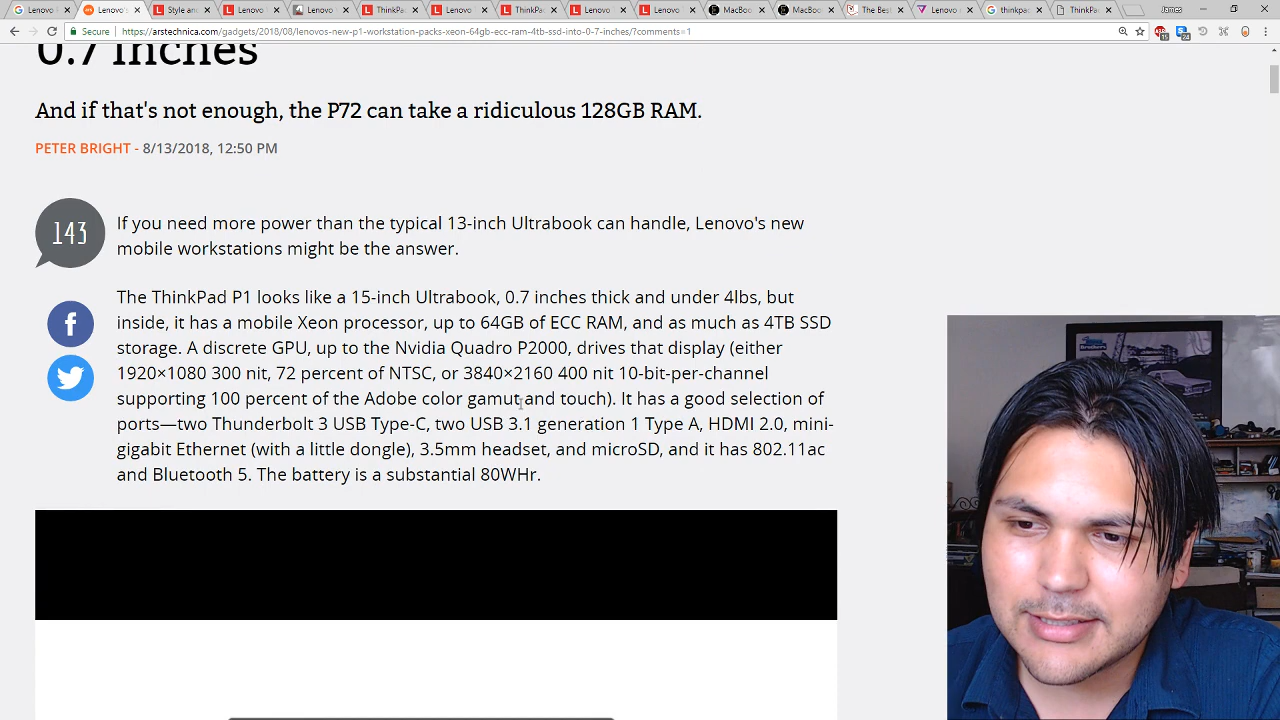 Google
Lenovo
Lenovo's
Style an
Lenovo
Lenovo
ThinkPa
Lenovo
ThinkPa
Lenovo
Lenovo
MacBoo
MacBoo
The Bes
Lenovo a
thinkpad
ThinkPa
James
Secure
https://arstechnica.com/gadgets/2018/08/lenovos-new-p1-workstation-packs-xeon-64gb-ecc-ram-4tb-ssd-into-0-7-inches/?comments=1
0.7 inches
And if that's not enough, the P72 can take a ridiculous 128GB RAM.
PETER BRIGHT - 8/13/2018, 12:50 PM
143
If you need more power than the typical 13-inch Ultrabook can handle, Lenovo's new
mobile workstations might be the answer.
The ThinkPad P1 looks like a 15-inch Ultrabook, 0.7 inches thick and under 4lbs, but
inside, it has a mobile Xeon processor, up to 64GB of ECC RAM, and as much as 4TB SSD
storage. A discrete GPU, up to the Nvidia Quadro P2000, drives that display (either
1920×1080 300 nit, 72 percent of NTSC, or 3840×2160 400 nit 10-bit-per-channel
supporting 100 percent of the Adobe color gamut and touch). It has a good selection of
ports—two Thunderbolt 3 USB Type-C, two USB 3.1 generation 1 Type A, HDMI 2.0, mini-
gigabit Ethernet (with a little dongle), 3.5mm headset, and microSD, and it has 802.11ac
and Bluetooth 5. The battery is a substantial 80WHr.